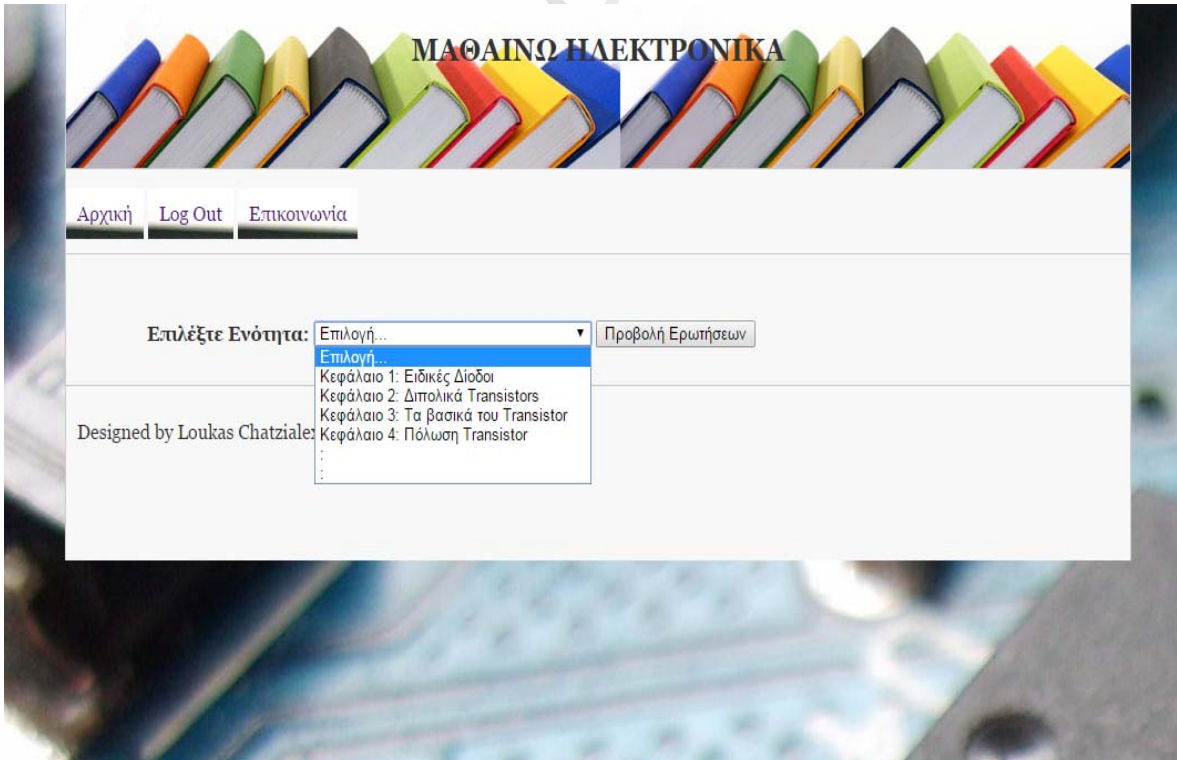 ΜΑΘΑΙΝΩ ΗΛΕΚΤΡΟΝΙΚΑ
Αρχική Log Out Επικοινωνία
Επιλέξτε Ενότητα: Επιλογή... Προβολή Ερωτήσεων
Επιλογή...
Κεφάλαιο 1: Ειδικές Δίοδοι
Κεφάλαιο 2: Διπολικά Transistors
Κεφάλαιο 3: Τα βασικά του Transistor
Κεφάλαιο 4: Πόλωση Transistor
:
:
Designed by Loukas